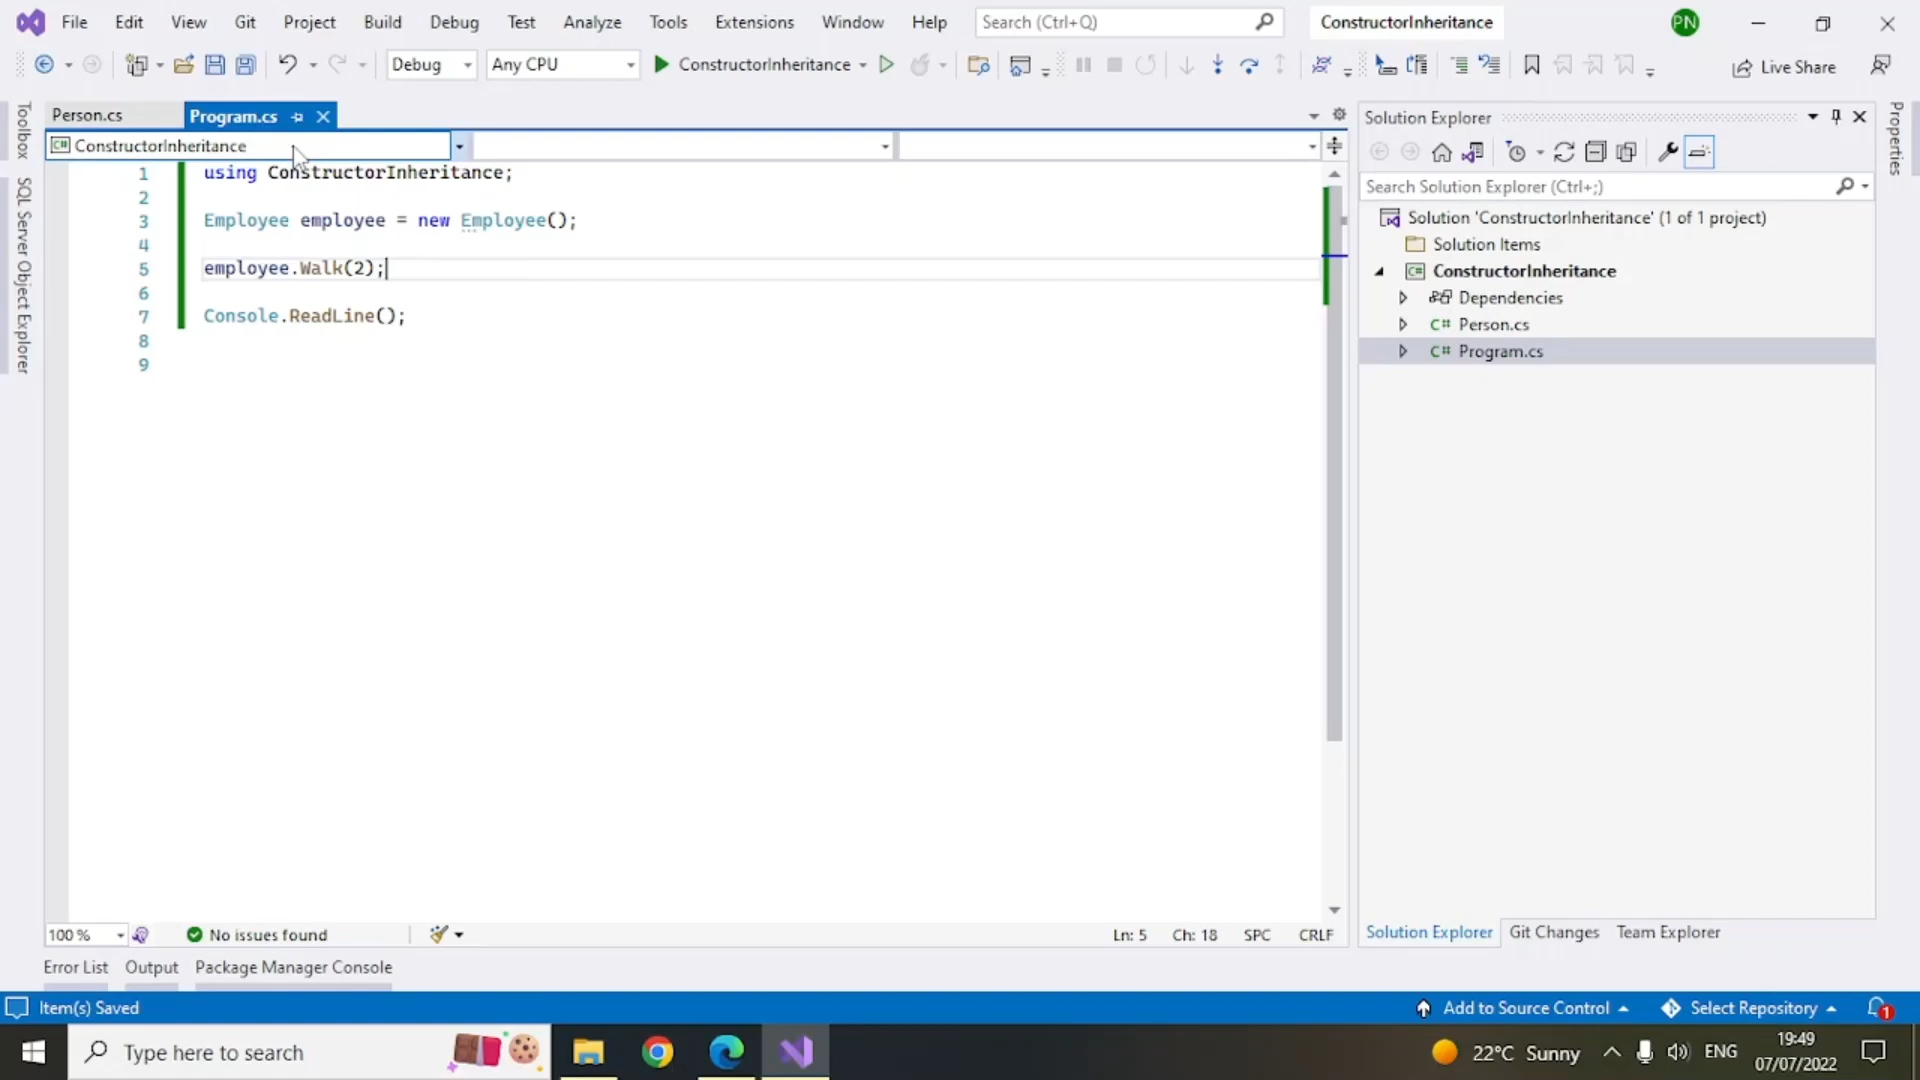 File Edit View Git Project Build Debug Test Analyze Tools Extensions Window Help Search (Ctrl+Q) ConstructorInheritance PN
Debug Any CPU ConstructorInheritance Live Share
Toolbox
SQL Server Object Explorer
Person.cs Program.cs
ConstructorInheritance
1 using ConstructorInheritance;
2
3 Employee employee = new Employee();
4
5 employee.Walk(2);
6
7 Console.ReadLine();
8
9
100 % No issues found Ln: 5 Ch: 18 SPC CRLF
Solution Explorer
Search Solution Explorer (Ctrl+;)
Solution 'ConstructorInheritance' (1 of 1 project)
Solution Items
C# ConstructorInheritance
Dependencies
C# Person.cs
C# Program.cs
Solution Explorer Git Changes Team Explorer
Properties
Error List Output Package Manager Console
Item(s) Saved Add to Source Control Select Repository 1
Type here to search 22°C Sunny ENG 19:49
07/07/2022